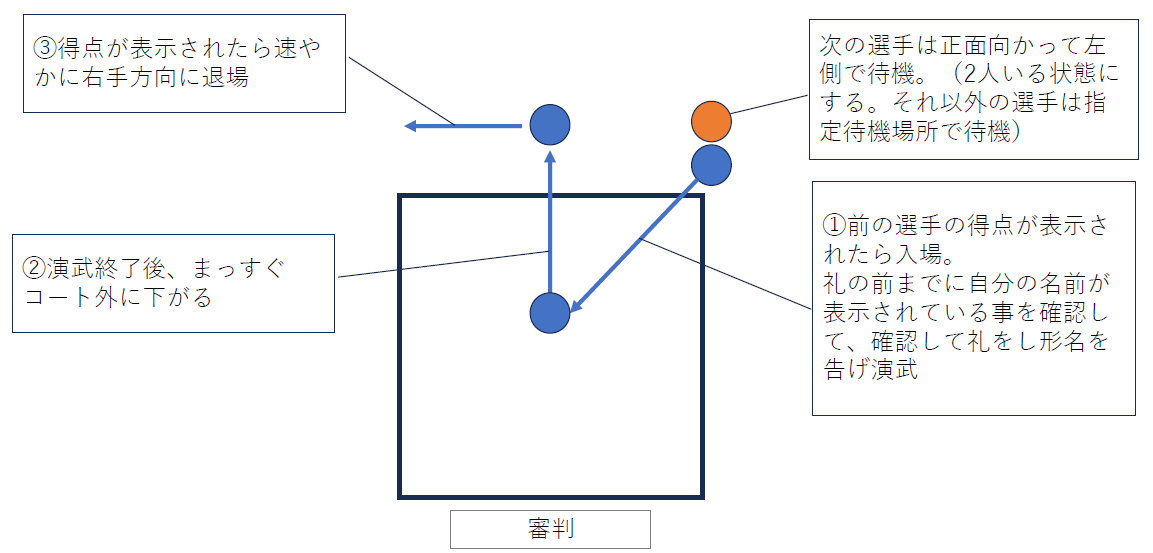 ③得点が表示されたら速や
かに右手方向に退場
次の選手は正面向かって左
側で待機。（2人いる状態に
する。それ以外の選手は指
定待機場所で待機）
①前の選手の得点が表示さ
れたら入場。
礼の前までに自分の名前が
表示されている事を確認し
て、確認して礼をし形名を
告げ演武
②演武終了後、まっすぐ
コート外に下がる
審判